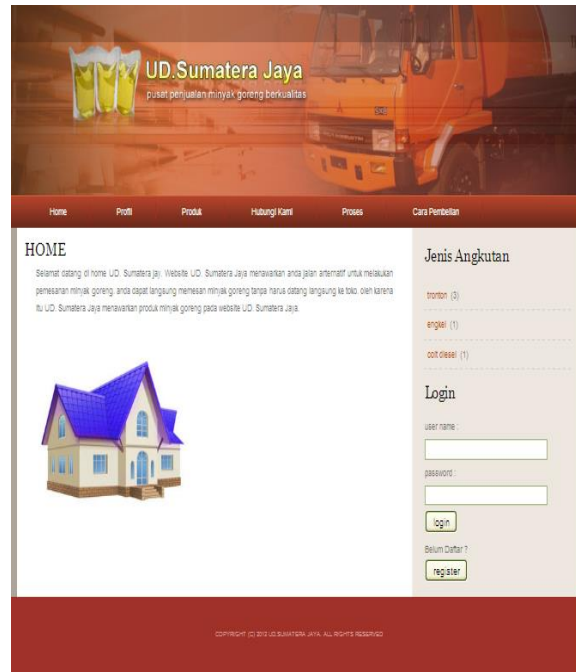 UD.Sumatera Jaya
pusat penjualan minyak goreng berkualitas
Home Profil Produk Hubungi Kami Proses Cara Pembelian
HOME
Selamat datang di home UD. Sumatera jay. Website UD. Sumatera Jaya menawarkan anda jalan arternatif untuk melakukan
pemesanan minyak goreng. anda dapat langsung memesan minyak goreng tanpa harus datang langsung ke toko. oleh karena
itu UD. Sumatera Jaya menawarkan produk minyak goreng pada website UD. Sumatera Jaya.
Jenis Angkutan
tronton (3)
engkel (1)
colt diesel (1)
Login
user name :
password :
login
Belum Daftar ?
register
COPYRIGHT (C) 2013 UD.SUMATERA JAYA. ALL RIGHTS RESERVED